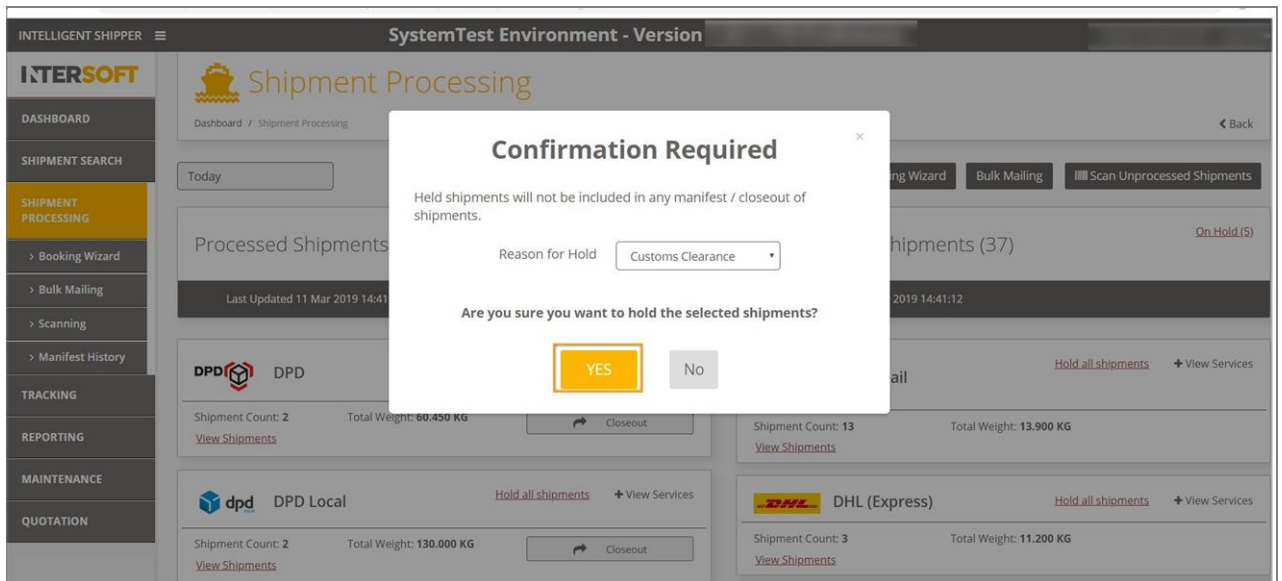 INTELLIGENT SHIPPER
SystemTest Environment - Version
INTERSOFT
Shipment Processing
Dashboard / Shipment Processing
Back
DASHBOARD
SHIPMENT SEARCH
SHIPMENT
PROCESSING
> Booking Wizard
> Bulk Mailing
> Scanning
> Manifest History
TRACKING
REPORTING
MAINTENANCE
QUOTATION
Today
Wizard
Bulk Mailing
Scan Unprocessed Shipments
Confirmation Required
×
Held shipments will not be included in any manifest / closeout of
shipments.
Reason for Hold
Customs Clearance
Are you sure you want to hold the selected shipments?
YES
No
Processed Shipments
Last Updated 11 Mar 2019 14:41
(37)
On Hold (5)
2019 14:41:12
DPD DPD
Shipment Count: 2 Total Weight: 60.450 KG
Closeout
View Shipments
Hold all shipments + View Services
Shipment Count: 13 Total Weight: 13.900 KG
View Shipments
dpd DPD Local
Hold all shipments + View Services
Shipment Count: 2 Total Weight: 130.000 KG
Closeout
View Shipments
DHL DHL (Express)
Hold all shipments + View Services
Shipment Count: 3 Total Weight: 11.200 KG
View Shipments